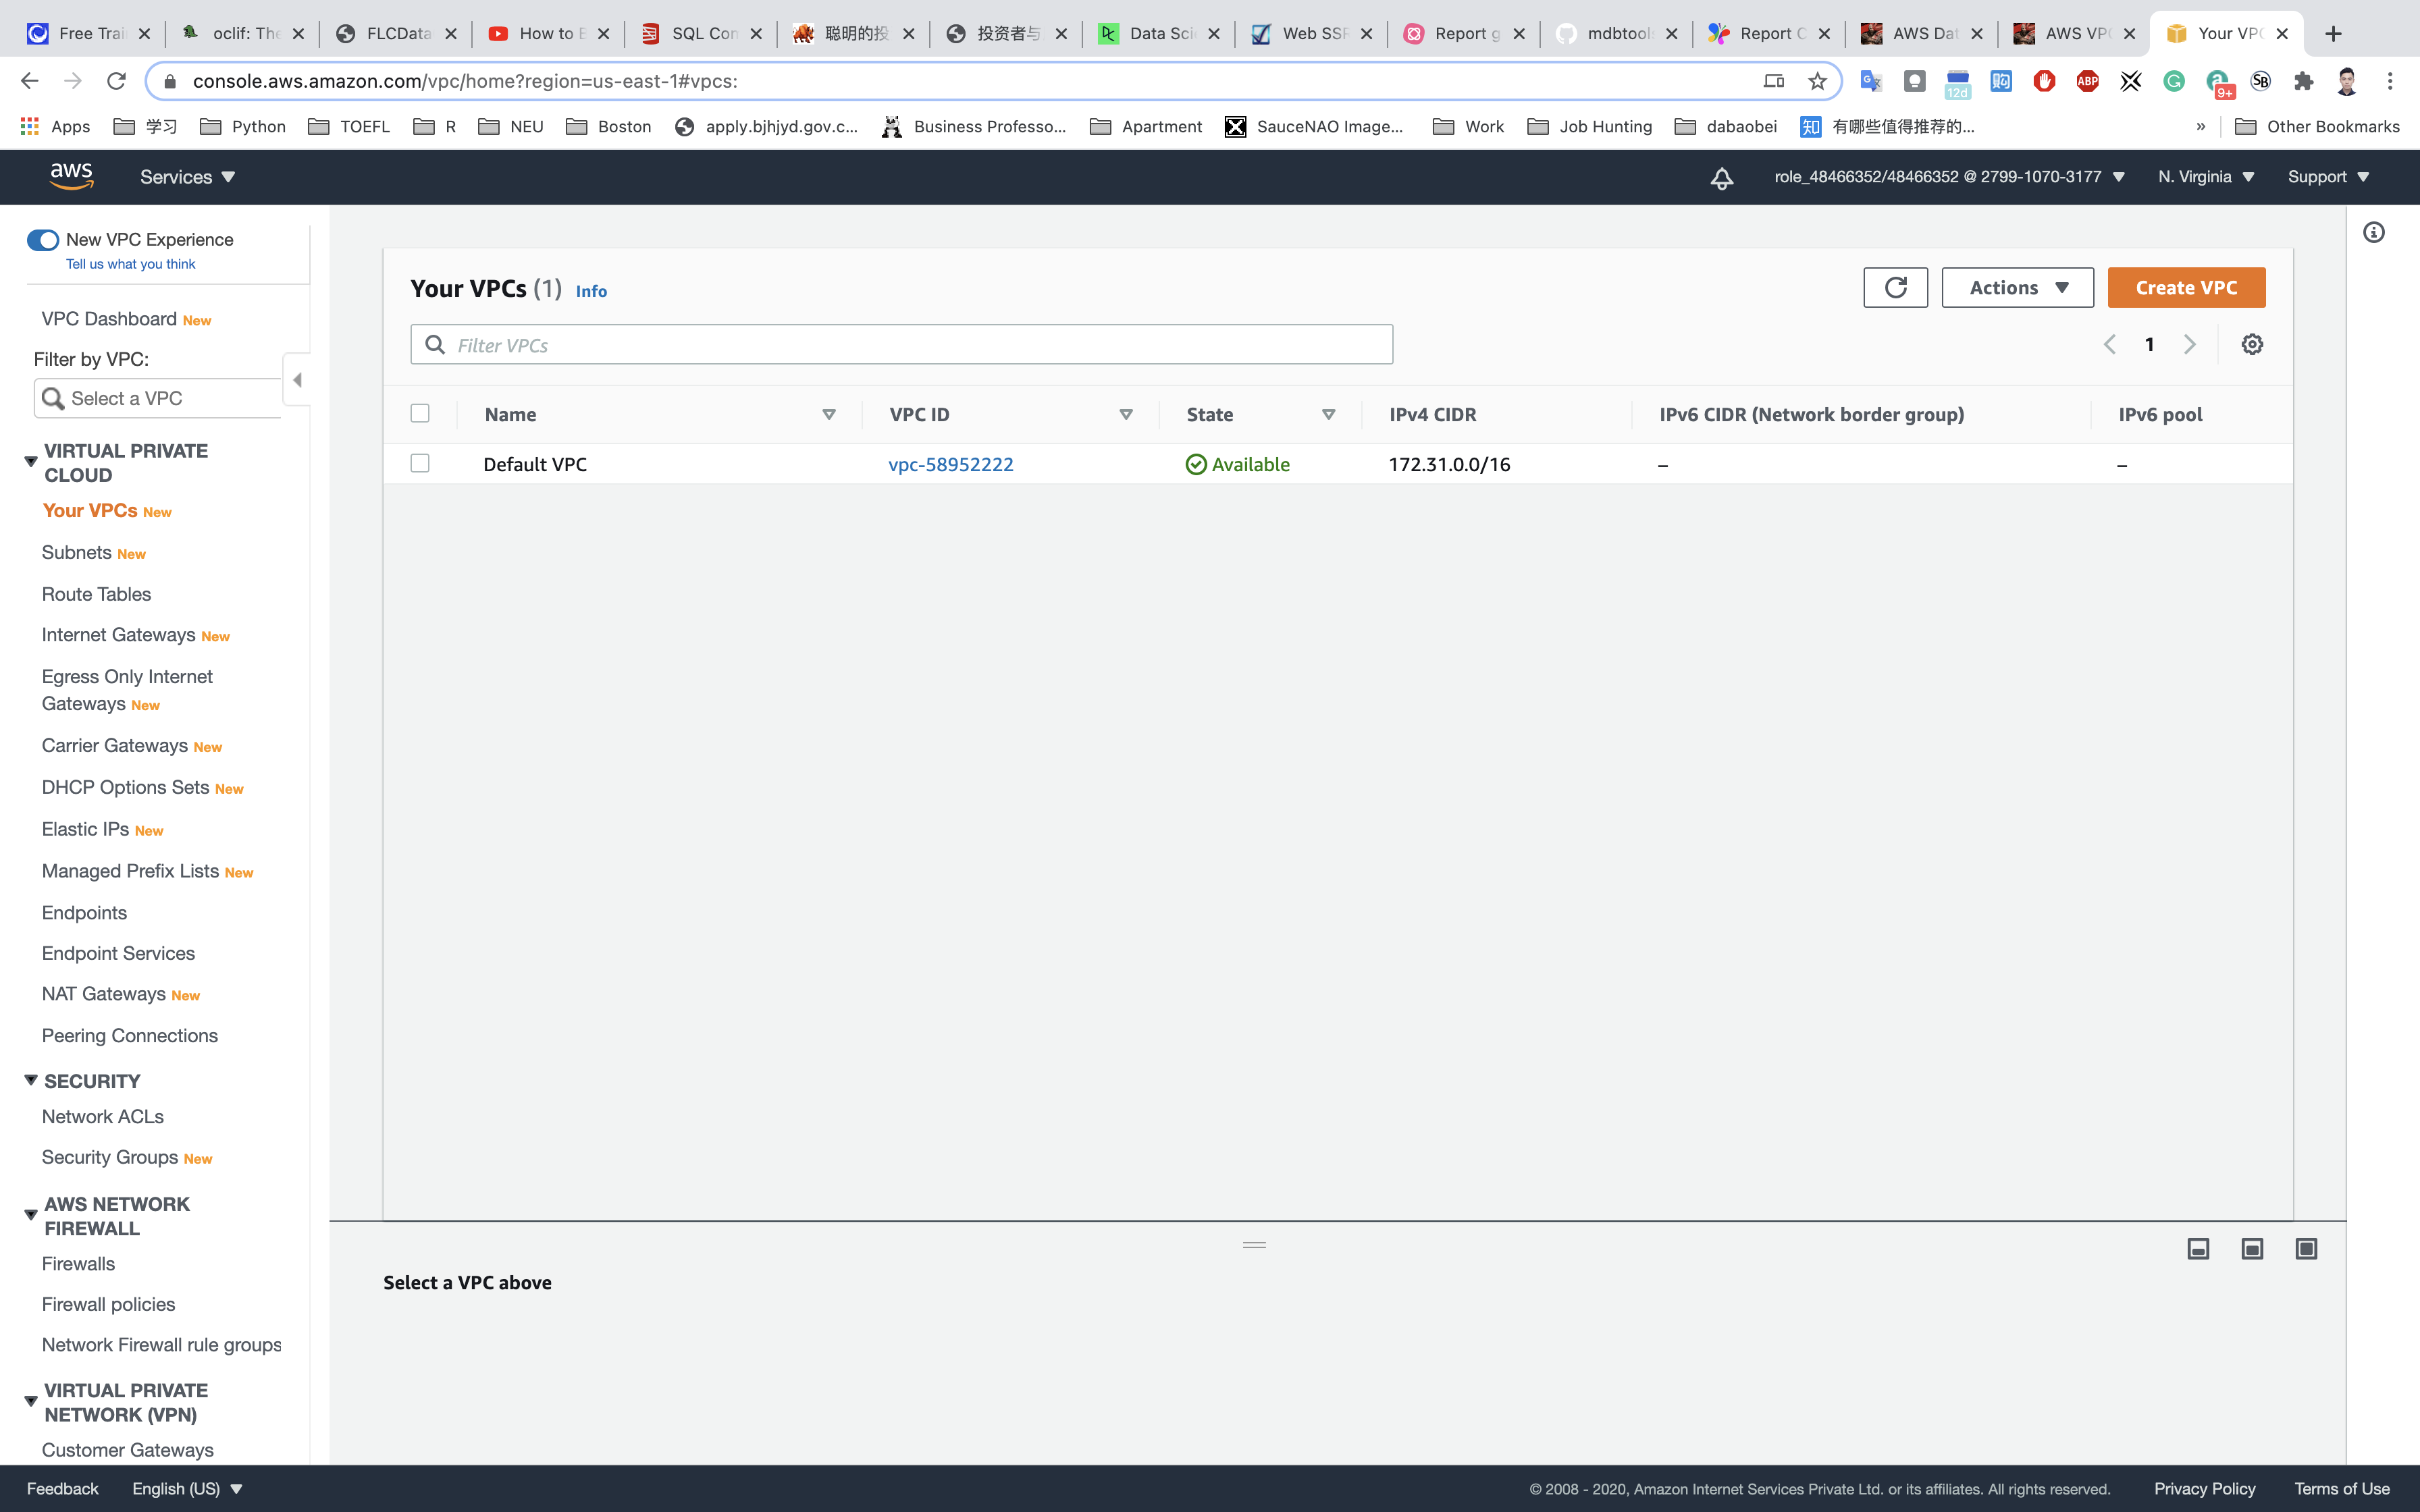 Free Trai
oclif: The
FLCData
How to E
SQL Con
聪明的投
投资者与
Data Sci
Web SSR
Report g
mdbtools
Report C
AWS Dat
AWS VPC
Your VPC
console.aws.amazon.com/vpc/home?region=us-east-1#vpcs:
12d
ABP
9+
SB
Apps
学习
Python
TOEFL
R
NEU
Boston
apply.bjhjyd.gov.c...
Business Professo...
Apartment
SauceNAO Image...
Work
Job Hunting
dabaobei
知 有哪些值得推荐的...
»
Other Bookmarks
aws
Services
role_48466352/48466352 @ 2799-1070-3177
N. Virginia
Support
New VPC Experience
Tell us what you think
VPC Dashboard New
Filter by VPC:
Select a VPC
VIRTUAL PRIVATE
CLOUD
Your VPCs New
Subnets New
Route Tables
Internet Gateways New
Egress Only Internet
Gateways New
Carrier Gateways New
DHCP Options Sets New
Elastic IPs New
Managed Prefix Lists New
Endpoints
Endpoint Services
NAT Gateways New
Peering Connections
SECURITY
Network ACLs
Security Groups New
AWS NETWORK
FIREWALL
Firewalls
Firewall policies
Network Firewall rule groups
VIRTUAL PRIVATE
NETWORK (VPN)
Customer Gateways
Your VPCs (1) Info
Actions
Create VPC
Filter VPCs
1
Name VPC ID State IPv4 CIDR IPv6 CIDR (Network border group) IPv6 pool
Default VPC vpc-58952222 Available 172.31.0.0/16 – –
Select a VPC above
Feedback
English (US)
© 2008 - 2020, Amazon Internet Services Private Ltd. or its affiliates. All rights reserved.
Privacy Policy
Terms of Use